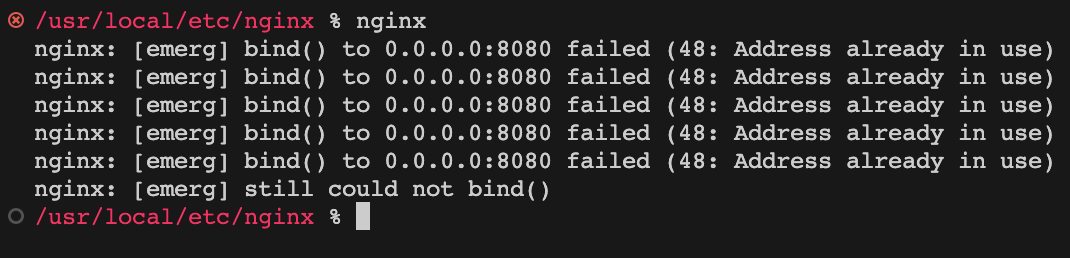 /usr/local/etc/nginx % nginx
nginx: [emerg] bind() to 0.0.0.0:8080 failed (48: Address already in use)
nginx: [emerg] bind() to 0.0.0.0:8080 failed (48: Address already in use)
nginx: [emerg] bind() to 0.0.0.0:8080 failed (48: Address already in use)
nginx: [emerg] bind() to 0.0.0.0:8080 failed (48: Address already in use)
nginx: [emerg] bind() to 0.0.0.0:8080 failed (48: Address already in use)
nginx: [emerg] still could not bind()
/usr/local/etc/nginx %